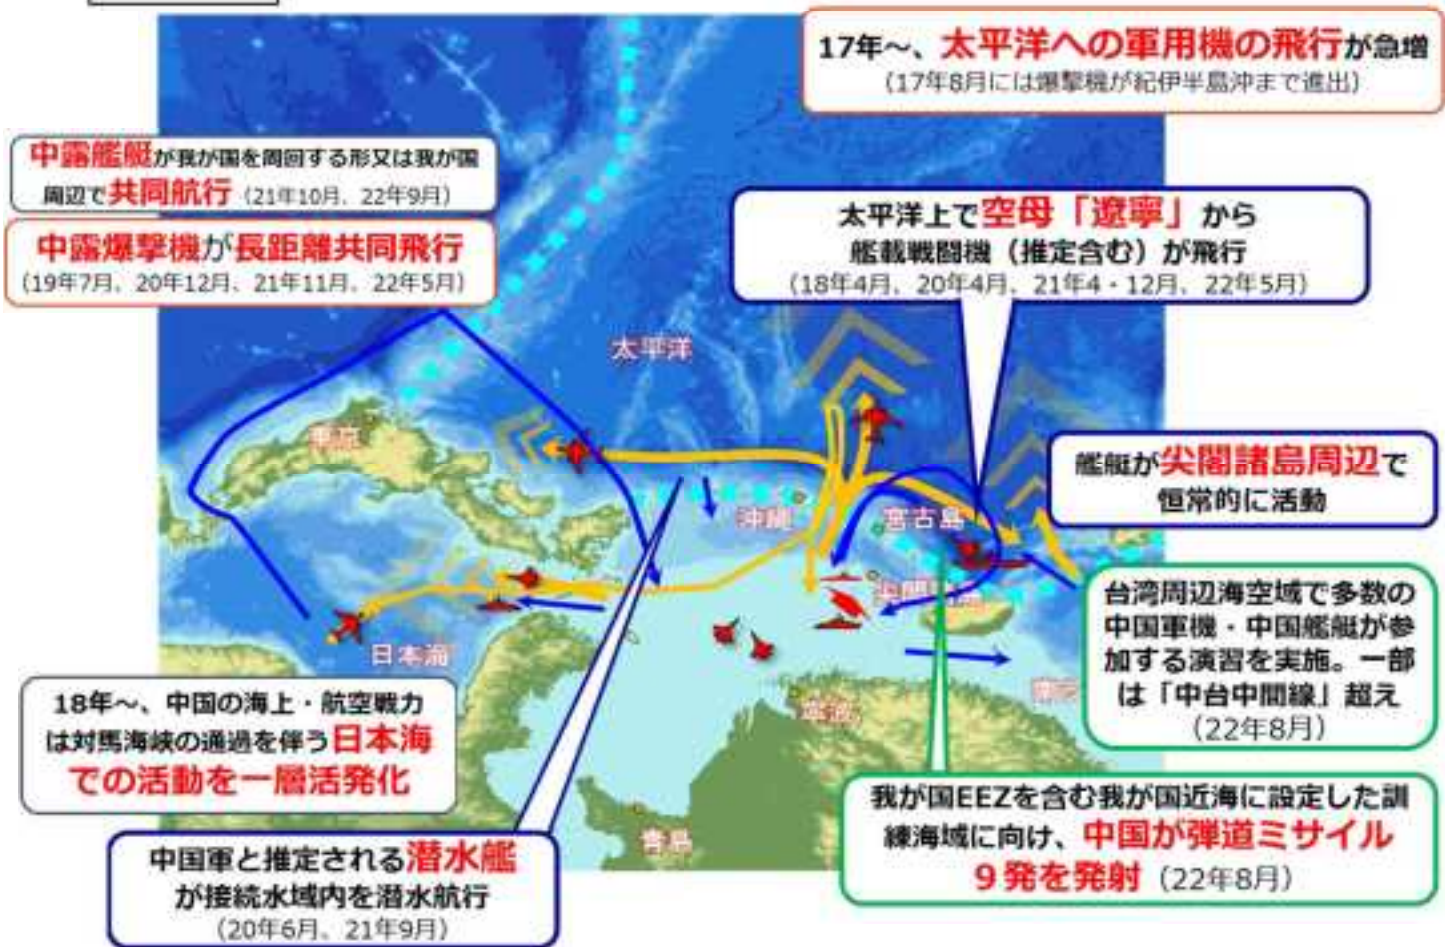 17年～、太平洋への軍用機の飛行が急増
（17年8月には爆撃機が紀伊半島沖まで進出）
中露艦艇が我が国を周回する形又は我が国
周辺で共同航行（21年10月、22年9月）
中露爆撃機が長距離共同飛行
（19年7月、20年12月、21年11月、22年5月）
太平洋上で空母「遼寧」から
艦載戦闘機（推定含む）が飛行
（18年4月、20年4月、21年4・12月、22年5月）
太平洋
東京
艦艇が尖閣諸島周辺で
恒常的に活動
沖縄
宮古島
日本海
台湾周辺海空域で多数の
中国軍機・中国艦艇が参
加する演習を実施。一部
は「中台中間線」超え
（22年8月）
18年～、中国の海上・航空戦力
は対馬海峡の通過を伴う日本海
での活動を一層活発化
寧波
青島
我が国EEZを含む我が国近海に設定した訓
練海域に向け、中国が弾道ミサイル
９発を発射（22年8月）
中国軍と推定される潜水艦
が接続水域内を潜水航行
（20年6月、21年9月）